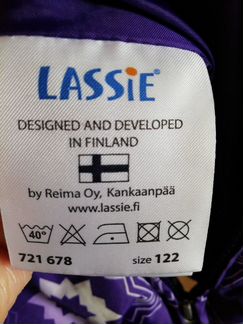 LASSiE®
DESIGNED AND DEVELOPED
IN FINLAND
by Reima Oy, Kankaanpää
www.lassie.fi
40°
721 678 size 122